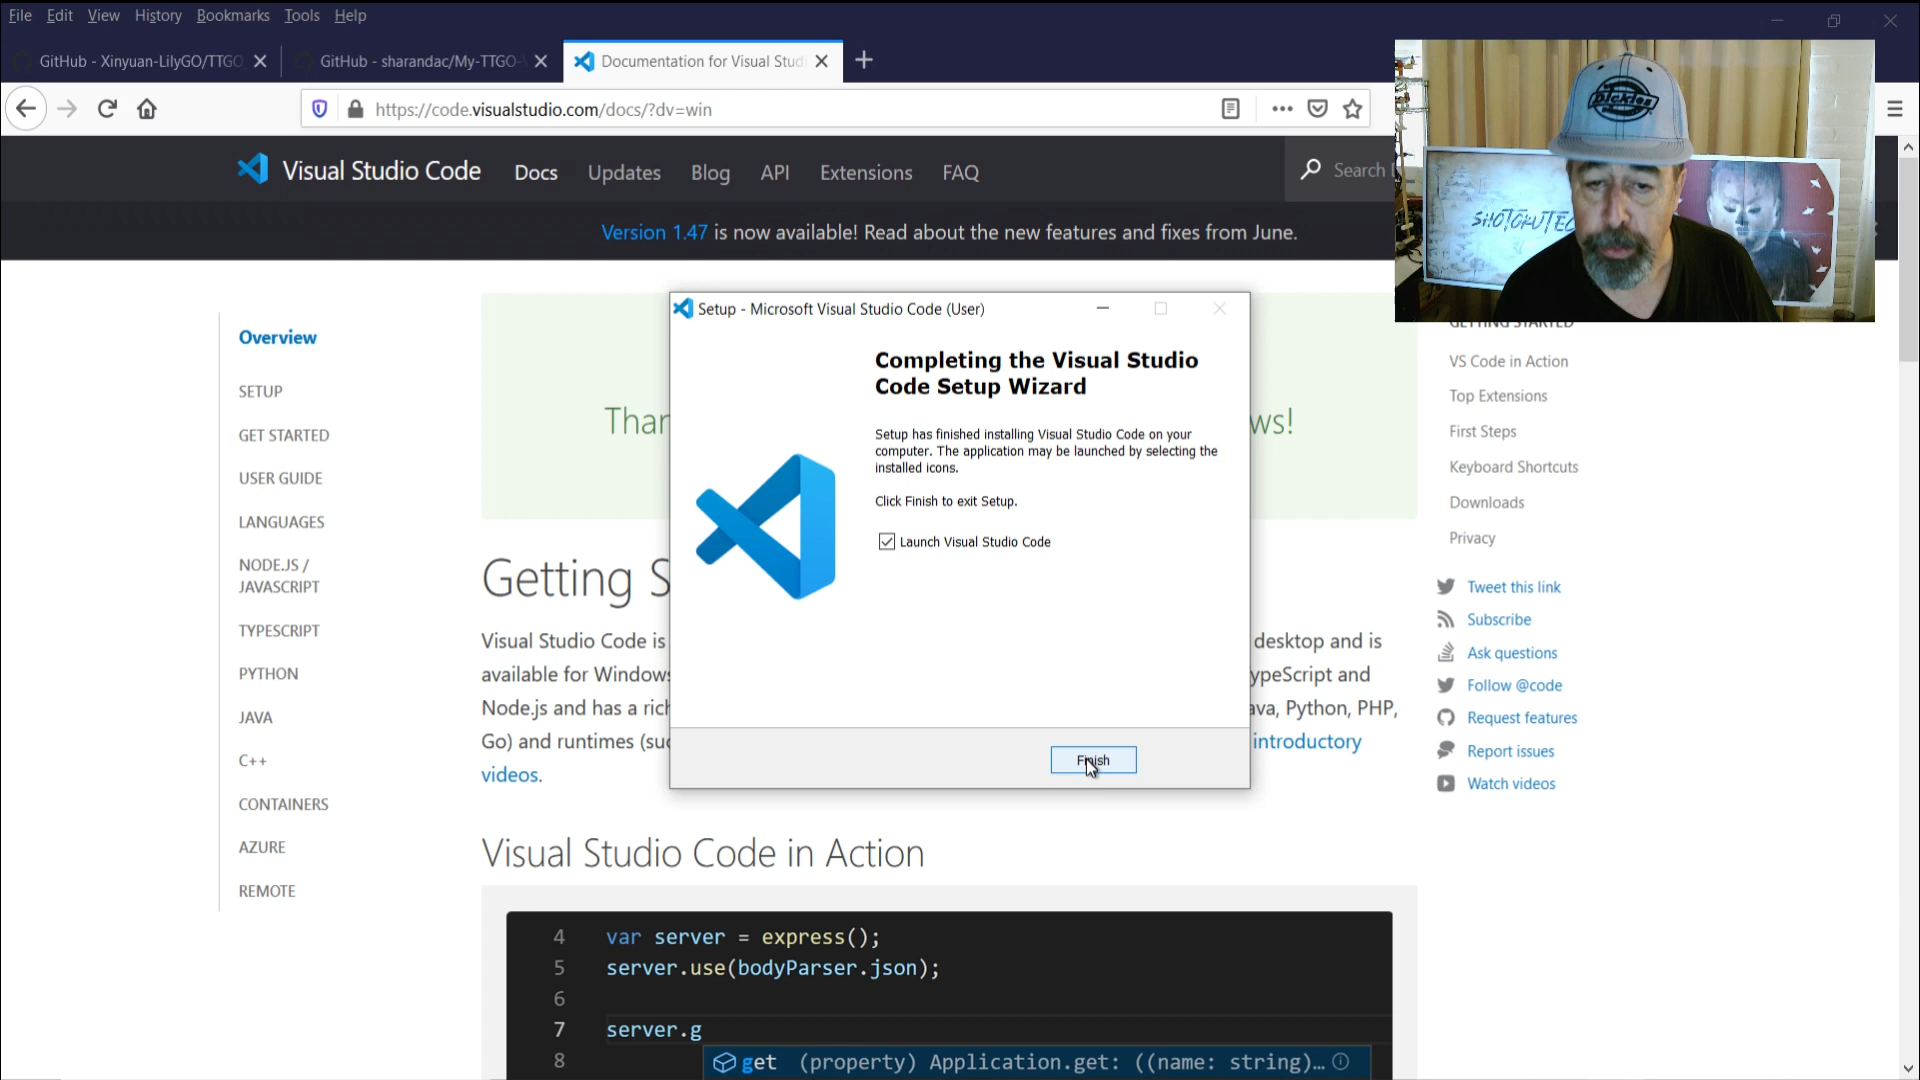 File Edit View History Bookmarks Tools Help
GitHub - Xinyuan-LilyGO/TTGO
GitHub - sharandac/My-TTGO-
Documentation for Visual Stud
https://code.visualstudio.com/docs/?dv=win
Visual Studio Code Docs Updates Blog API Extensions FAQ
Search
Version 1.47 is now available! Read about the new features and fixes from June.
Dickies
SHOTOKUTEC
Overview
SETUP
GET STARTED
USER GUIDE
LANGUAGES
NODE.JS /
JAVASCRIPT
TYPESCRIPT
PYTHON
JAVA
C++
CONTAINERS
AZURE
REMOTE
Than
ws!
Setup - Microsoft Visual Studio Code (User)
Completing the Visual Studio
Code Setup Wizard
Setup has finished installing Visual Studio Code on your
computer. The application may be launched by selecting the
installed icons.
Click Finish to exit Setup.
Launch Visual Studio Code
Finish
Getting S
Visual Studio Code is desktop and is
available for Windows ypeScript and
Node.js and has a rich ava, Python, PHP,
Go) and runtimes (suc introductory
videos.
Visual Studio Code in Action
4 var server = express();
5 server.use(bodyParser.json);
6
7 server.g
8 get (property) Application.get: ((name: string)…
GETTING STARTED
VS Code in Action
Top Extensions
First Steps
Keyboard Shortcuts
Downloads
Privacy
Tweet this link
Subscribe
Ask questions
Follow @code
Request features
Report issues
Watch videos